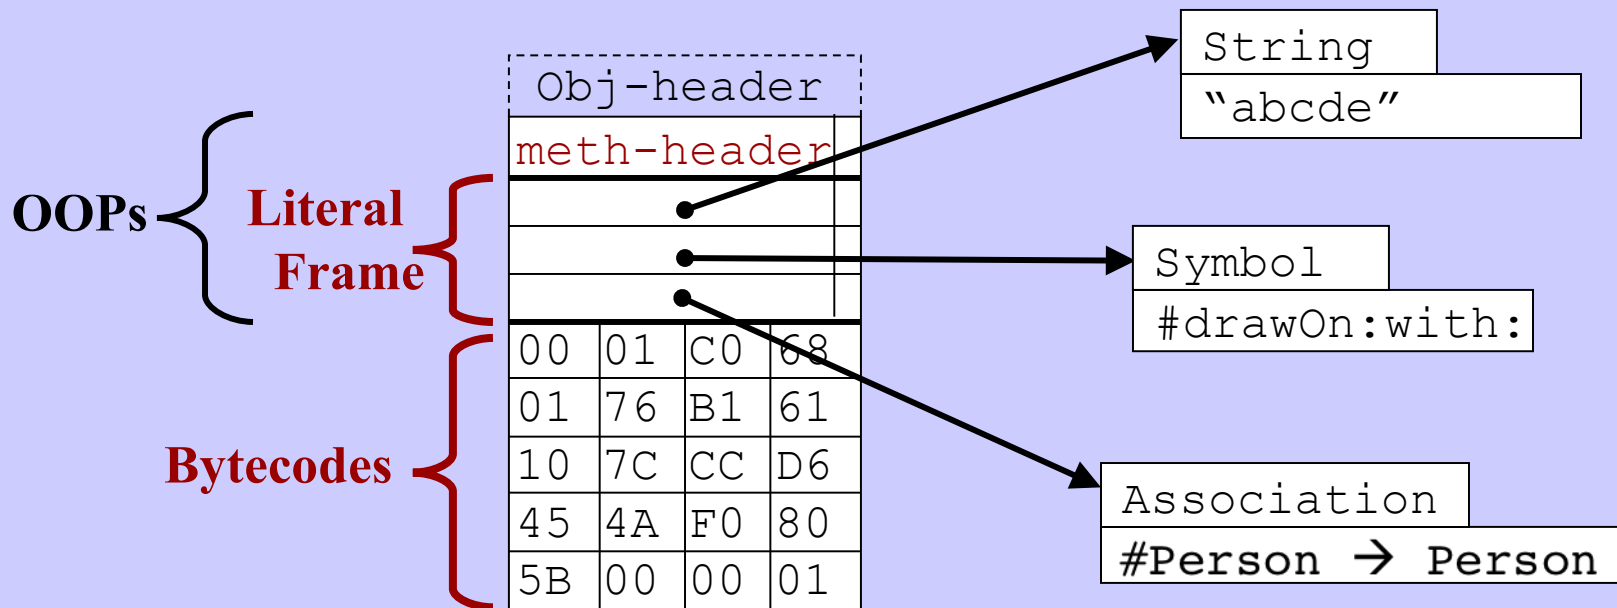 String
“abcde”
Obj-header
meth-header
OOPs
Literal
Frame
Symbol
#drawOn:with:
00 01 C0 68
01 76 B1 61
Bytecodes
10 7C CC D6
45 4A F0 80
5B 00 00 01
Association
#Person → Person